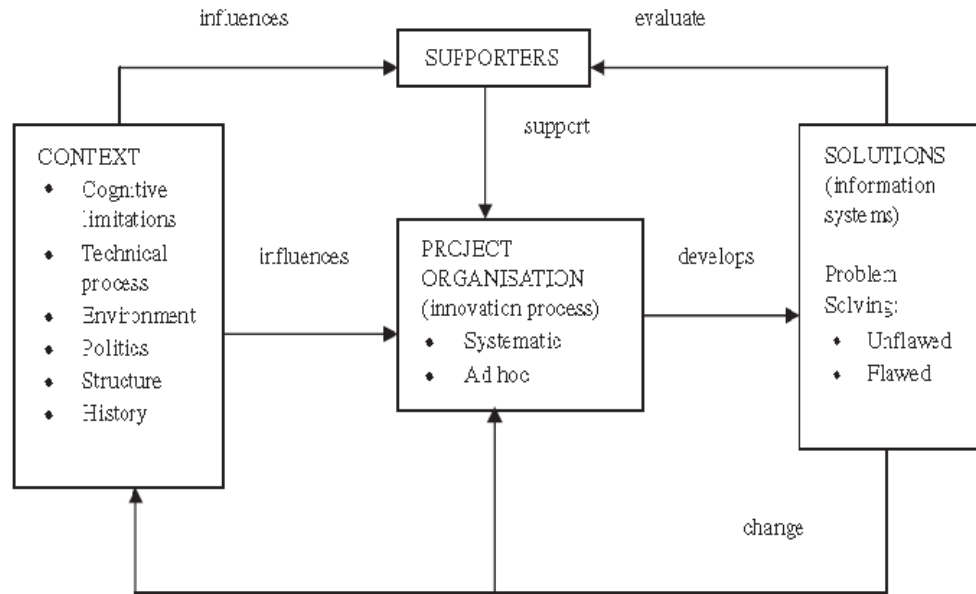 influences
evaluate
SUPPORTERS
support
CONTEXT
♦ Cognitive
limitations
♦ Technical
process
♦ Environment
♦ Politics
♦ Structure
♦ History
influences
PROJECT
ORGANISATION
(innovation process)
♦ Systematic
♦ Ad hoc
develops
SOLUTIONS
(information
systems)
Problem
Solving:
♦ Unflawed
♦ Flawed
change